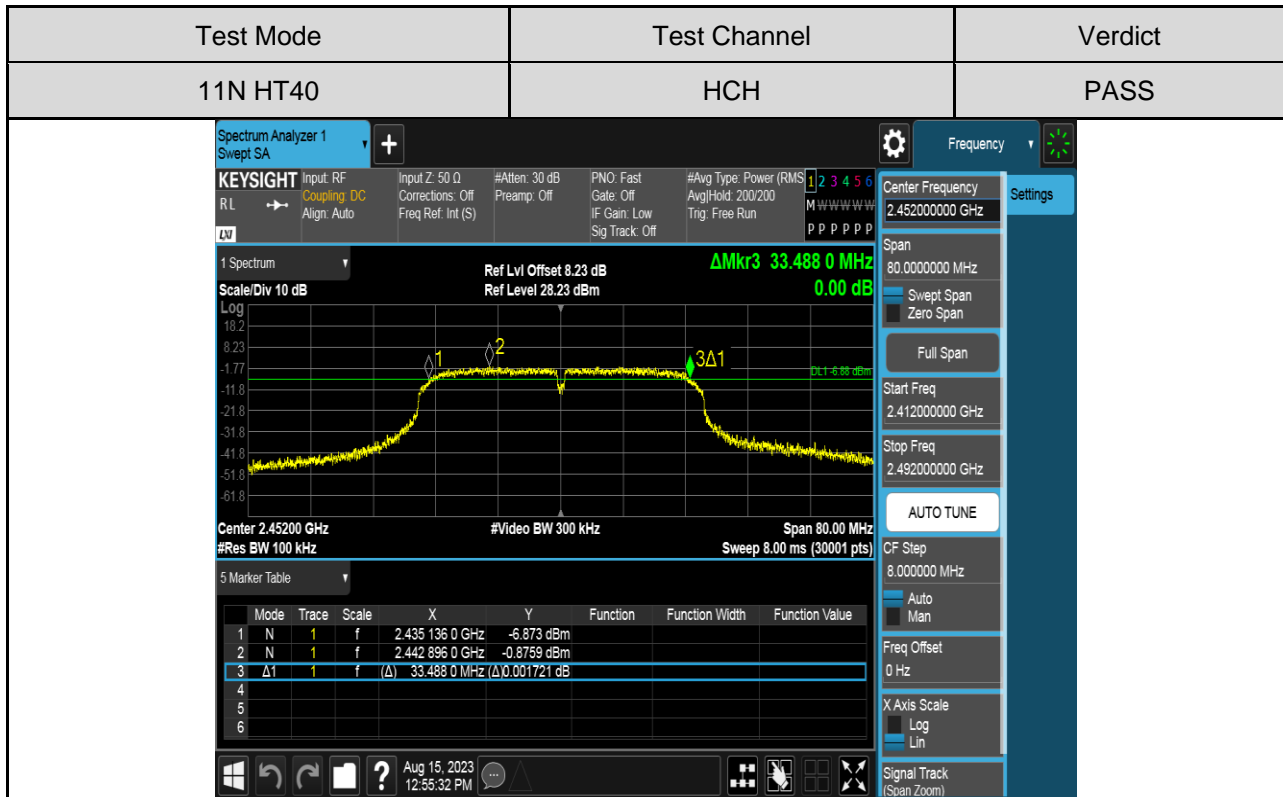 Test Mode Test Channel Verdict
11N HT40 HCH PASS
Spectrum Analyzer 1
Swept SA
+
Frequency
KEYSIGHT Input: RF Input Z: 50 Ω #Atten: 30 dB PNO: Fast #Avg Type: Power (RMS 1 2 3 4 5 6
RL Coupling: DC Corrections: Off Preamp: Off Gate: Off Avg|Hold: 200/200 M W W W W W
Align: Auto Freq Ref: Int (S) IF Gain: Low Trig: Free Run
LXI Sig Track: Off P P P P P P
1 Spectrum
Ref Lvl Offset 8.23 dB ΔMkr3 33.488 0 MHz
Scale/Div 10 dB Ref Level 28.23 dBm 0.00 dB
Log
18.2
8.23
-1.77
-11.8
-21.8
-31.8
-41.8
-51.8
-61.8
1
2
3Δ1
DL1 -6.88 dBm
Center 2.45200 GHz #Video BW 300 kHz Span 80.00 MHz
#Res BW 100 kHz Sweep 8.00 ms (30001 pts)
5 Marker Table
Mode Trace Scale X Y Function Function Width Function Value
1 N 1 f 2.435 136 0 GHz -6.873 dBm
2 N 1 f 2.442 896 0 GHz -0.8759 dBm
3 Δ1 1 f (Δ) 33.488 0 MHz (Δ)0.001721 dB
4
5
6
?
Aug 15, 2023
12:55:32 PM
Center Frequency
2.452000000 GHz
Settings
Span
80.0000000 MHz
Swept Span
Zero Span
Full Span
Start Freq
2.412000000 GHz
Stop Freq
2.492000000 GHz
AUTO TUNE
CF Step
8.000000 MHz
Auto
Man
Freq Offset
0 Hz
X Axis Scale
Log
Lin
Signal Track
(Span Zoom)